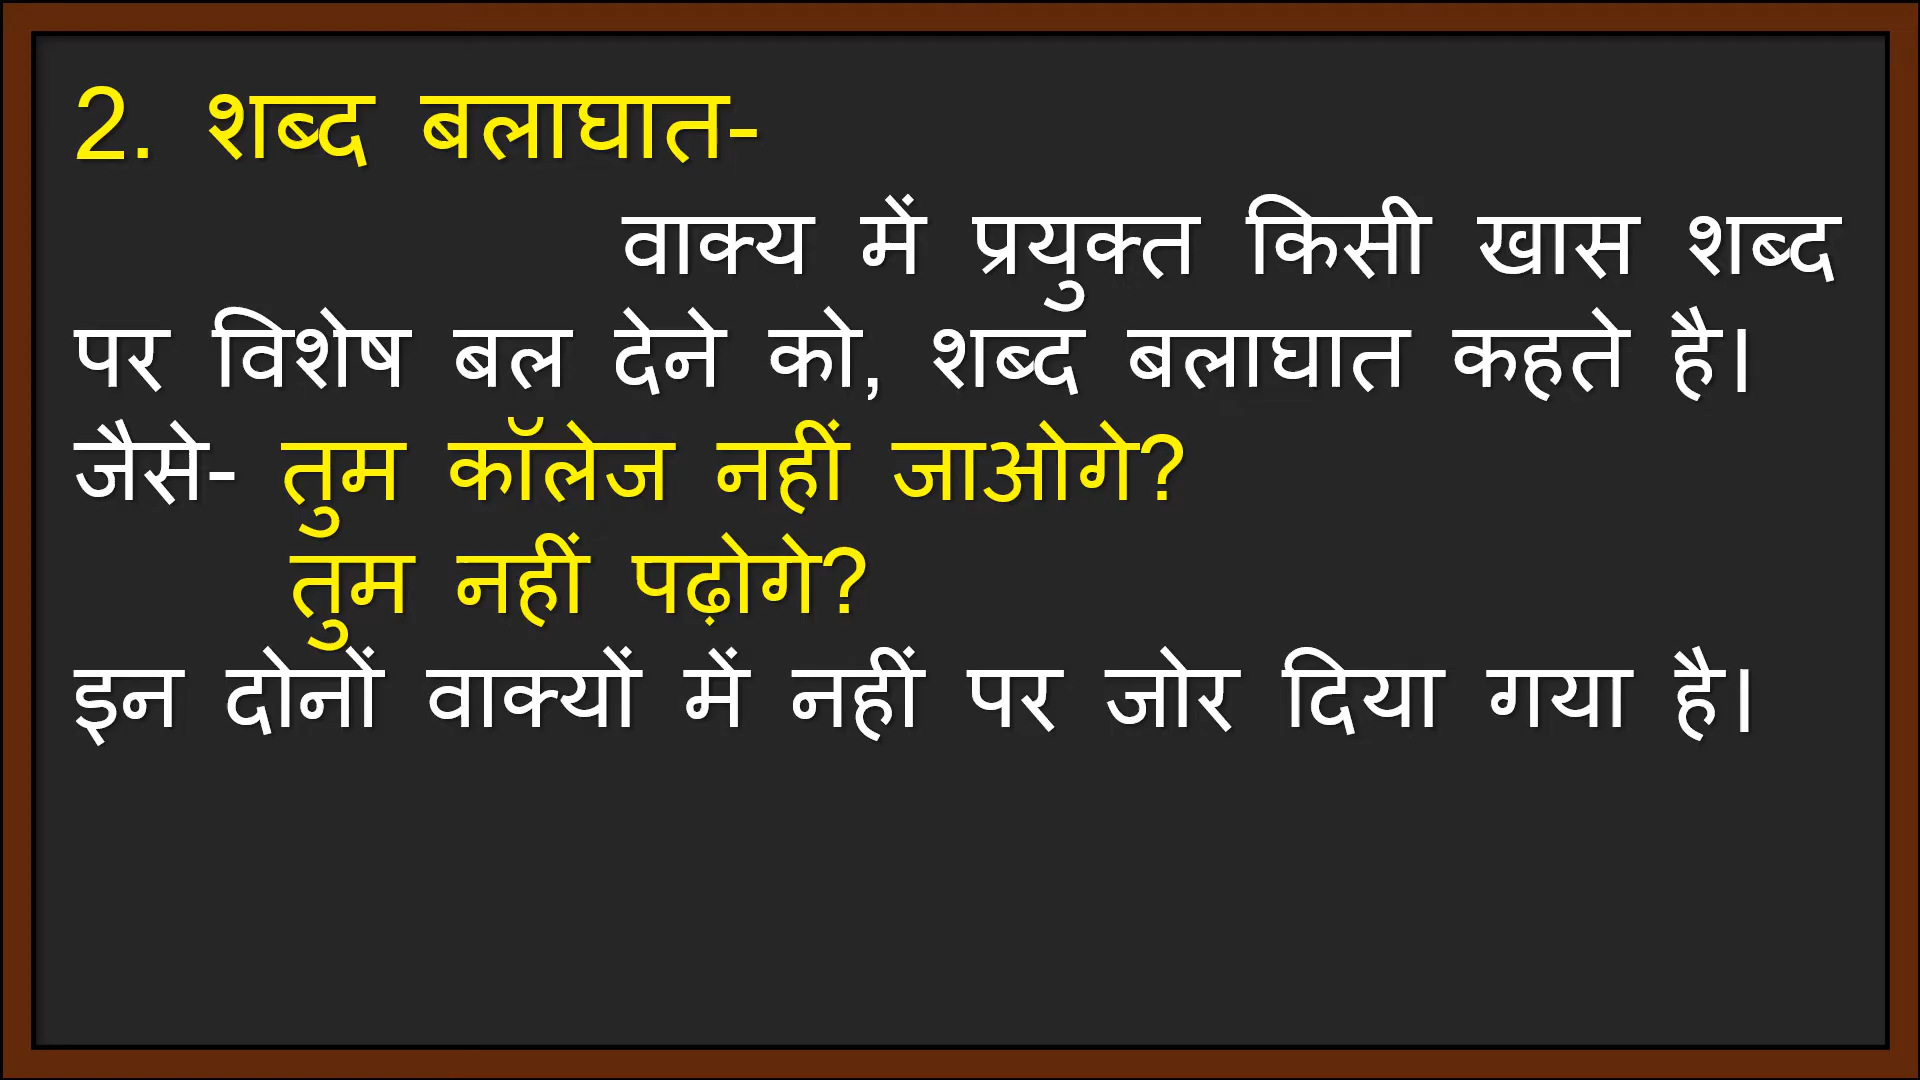 2. शब्द बलाघात-
वाक्य में प्रयुक्त किसी खास शब्द
पर विशेष बल देने को, शब्द बलाघात कहते है।
जैसे- तुम कॉलेज नहीं जाओगे?
तुम नहीं पढ़ोगे?
इन दोनों वाक्यों में नहीं पर जोर दिया गया है।